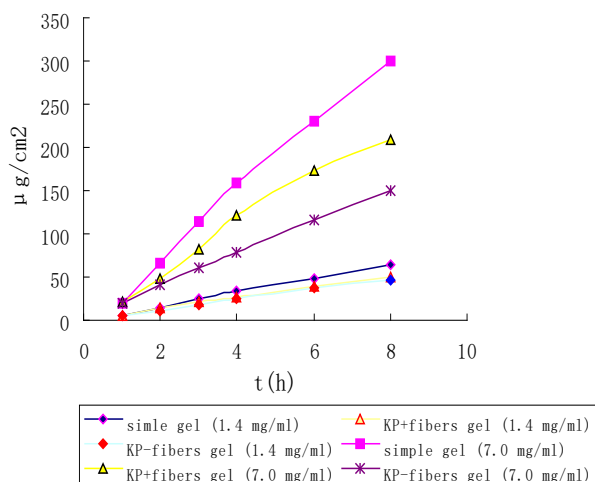 350
300
250
200
150
100
50
0
μg/cm2
0 2 4 6 8 10
t(h)
simle gel (1.4 mg/ml) KP+fibers gel (1.4 mg/ml)
KP-fibers gel (1.4 mg/ml) simple gel (7.0 mg/ml)
KP+fibers gel (7.0 mg/ml) KP-fibers gel (7.0 mg/ml)